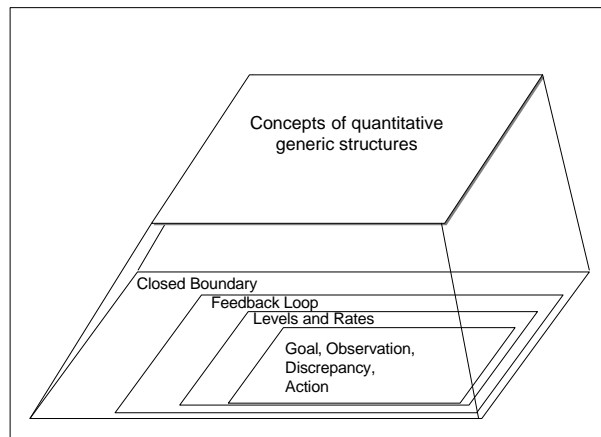 Concepts of quantitative
generic structures
Closed Boundary
Feedback Loop
Levels and Rates
Goal, Observation,
Discrepancy,
Action